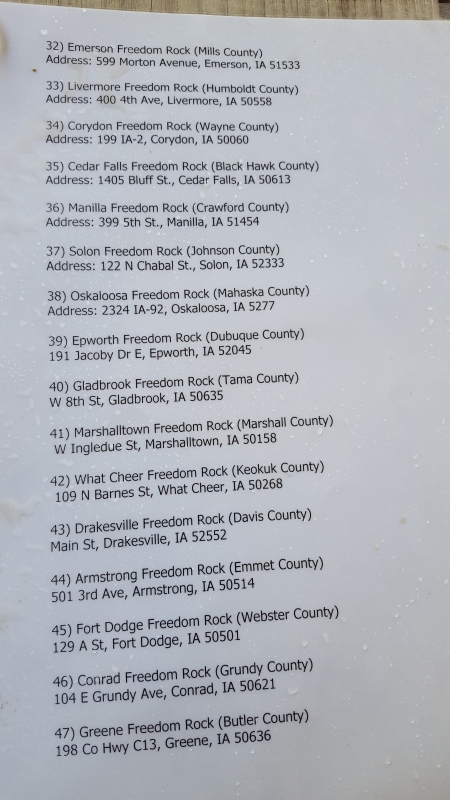 32) Emerson Freedom Rock (Mills County)
Address: 599 Morton Avenue, Emerson, IA 51533
33) Livermore Freedom Rock (Humboldt County)
Address: 400 4th Ave, Livermore, IA 50558
34) Corydon Freedom Rock (Wayne County)
Address: 199 IA-2, Corydon, IA 50060
35) Cedar Falls Freedom Rock (Black Hawk County)
Address: 1405 Bluff St., Cedar Falls, IA 50613
36) Manilla Freedom Rock (Crawford County)
Address: 399 5th St., Manilla, IA 51454
37) Solon Freedom Rock (Johnson County)
Address: 122 N Chabal St., Solon, IA 52333
38) Oskaloosa Freedom Rock (Mahaska County)
Address: 2324 IA-92, Oskaloosa, IA 5277
39) Epworth Freedom Rock (Dubuque County)
191 Jacoby Dr E, Epworth, IA 52045
40) Gladbrook Freedom Rock (Tama County)
W 8th St, Gladbrook, IA 50635
41) Marshalltown Freedom Rock (Marshall County)
W Ingledue St, Marshalltown, IA 50158
42) What Cheer Freedom Rock (Keokuk County)
109 N Barnes St, What Cheer, IA 50268
43) Drakesville Freedom Rock (Davis County)
Main St, Drakesville, IA 52552
44) Armstrong Freedom Rock (Emmet County)
501 3rd Ave, Armstrong, IA 50514
45) Fort Dodge Freedom Rock (Webster County)
129 A St, Fort Dodge, IA 50501
46) Conrad Freedom Rock (Grundy County)
104 E Grundy Ave, Conrad, IA 50621
47) Greene Freedom Rock (Butler County)
198 Co Hwy C13, Greene, IA 50636